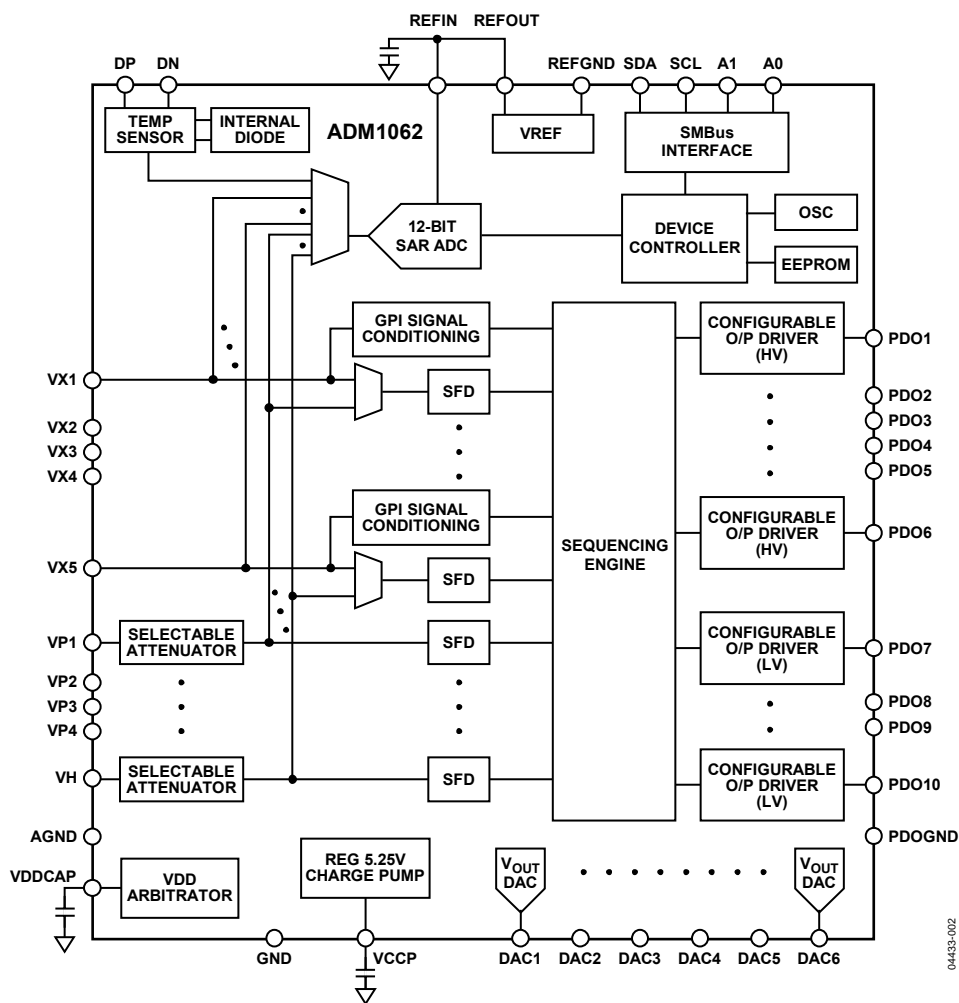 REFIN REFOUT
DP DN
REFGND SDA SCL A1 A0
TEMP
SENSOR
INTERNAL
DIODE
ADM1062
VREF
SMBus
INTERFACE
12-BIT
SAR ADC
DEVICE
CONTROLLER
OSC
EEPROM
GPI SIGNAL
CONDITIONING
CONFIGURABLE
O/P DRIVER
(HV)
PDO1
VX1
SFD
PDO2
VX2
PDO3
VX3
PDO4
VX4
PDO5
GPI SIGNAL
CONDITIONING
SEQUENCING
ENGINE
CONFIGURABLE
O/P DRIVER
(HV)
PDO6
VX5
SFD
VP1
SELECTABLE
ATTENUATOR
SFD
CONFIGURABLE
O/P DRIVER
(LV)
PDO7
VP2
VP3
VP4
PDO8
PDO9
VH
SELECTABLE
ATTENUATOR
SFD
CONFIGURABLE
O/P DRIVER
(LV)
PDO10
AGND
PDOGND
VDDCAP
VDD
ARBITRATOR
REG 5.25V
CHARGE PUMP
VOUT
DAC
VOUT
DAC
GND
VCCP
DAC1 DAC2 DAC3 DAC4 DAC5 DAC6
04433-002